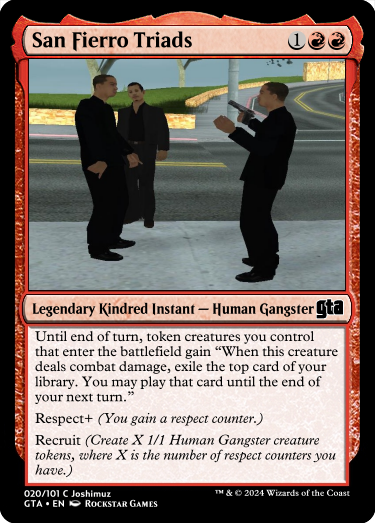 San Fierro Triads 1
Legendary Kindred Instant — Human Gangster gta
Until end of turn, token creatures you control
that enter the battlefield gain “When this creature
deals combat damage, exile the top card of your
library. You may play that card until the end of
your next turn.”
Respect+ (You gain a respect counter.)
Recruit (Create X 1/1 Human Gangster creature
tokens, where X is the number of respect counters you
have.)
020/101 C Joshimuz
GTA • EN Rockstar Games
™ & © 2024 Wizards of the Coast